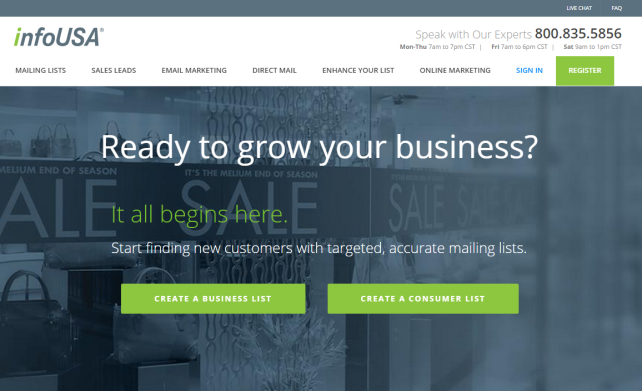 LIVE CHAT FAQ
infoUSA®
Speak with Our Experts 800.835.5856
Mon-Thu 7am to 7pm CST | Fri 7am to 6pm CST | Sat 9am to 1pm CST
MAILING LISTS SALES LEADS EMAIL MARKETING DIRECT MAIL ENHANCE YOUR LIST ONLINE MARKETING SIGN IN REGISTER
Ready to grow your business?
MELIUM END OF SEASON
IT'S THE MELIUM END OF SEASON
ALE SALE SALE
It all begins here.
Start finding new customers with targeted, accurate mailing lists.
CREATE A BUSINESS LIST CREATE A CONSUMER LIST